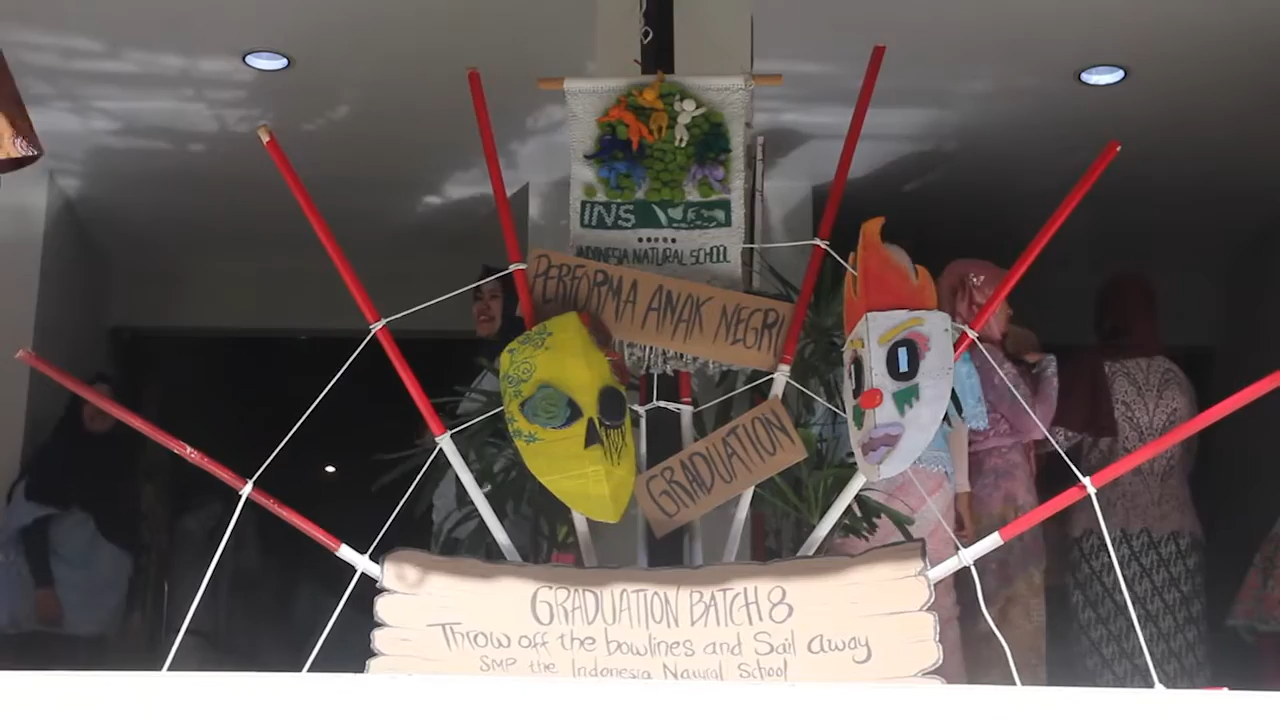 INS
INDONESIA NATURAL SCHOOL
PERFORMA ANAK NEGRI
GRADUATION
GRADUATION BATCH 8
Throw off the bowlines and Sail away
SMP the Indonesia Natural School